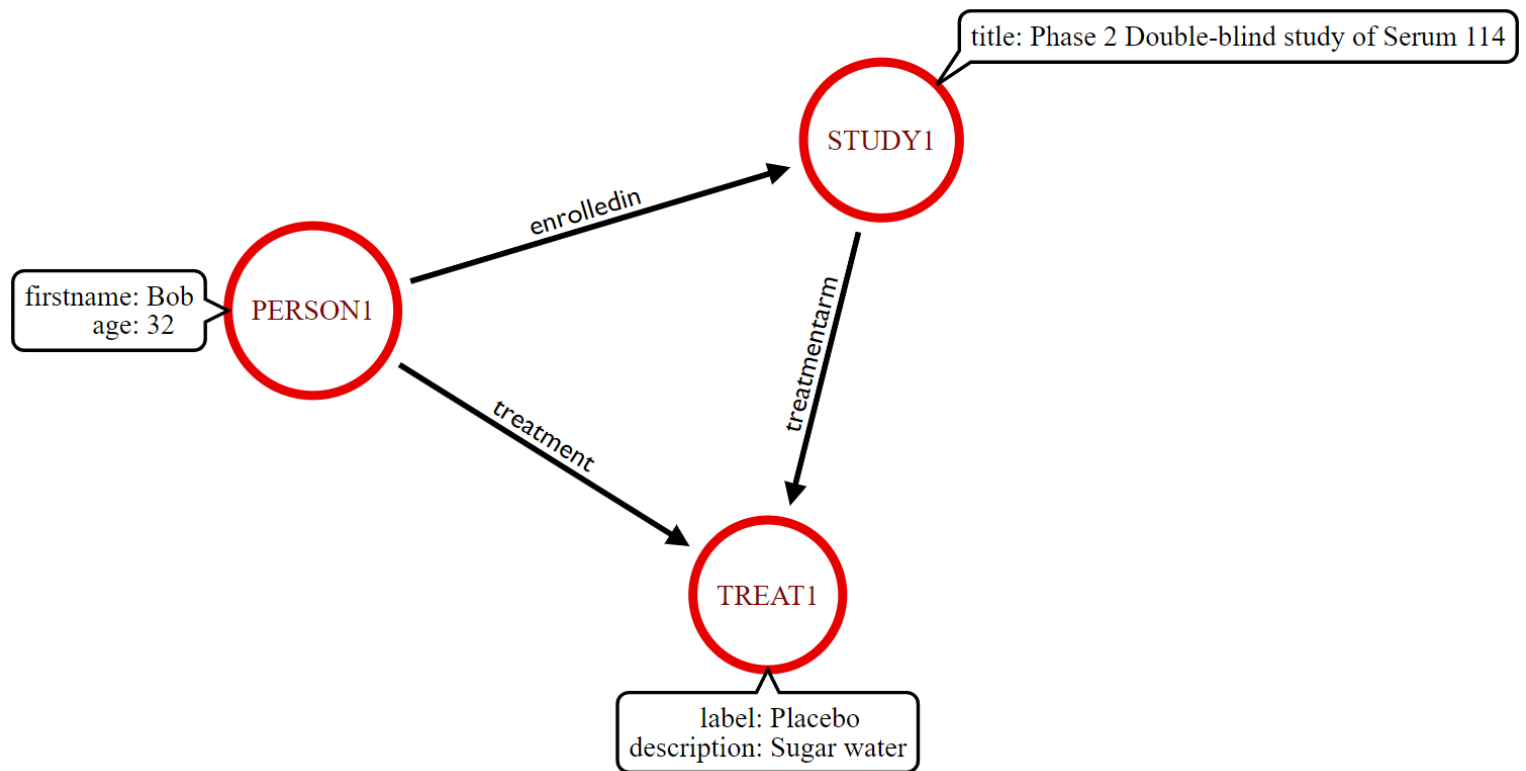 title: Phase 2 Double-blind study of Serum 114
STUDY1
enrolledin
firstname: Bob
age: 32
PERSON1
treatmentarm
treatment
TREAT1
label: Placebo
description: Sugar water